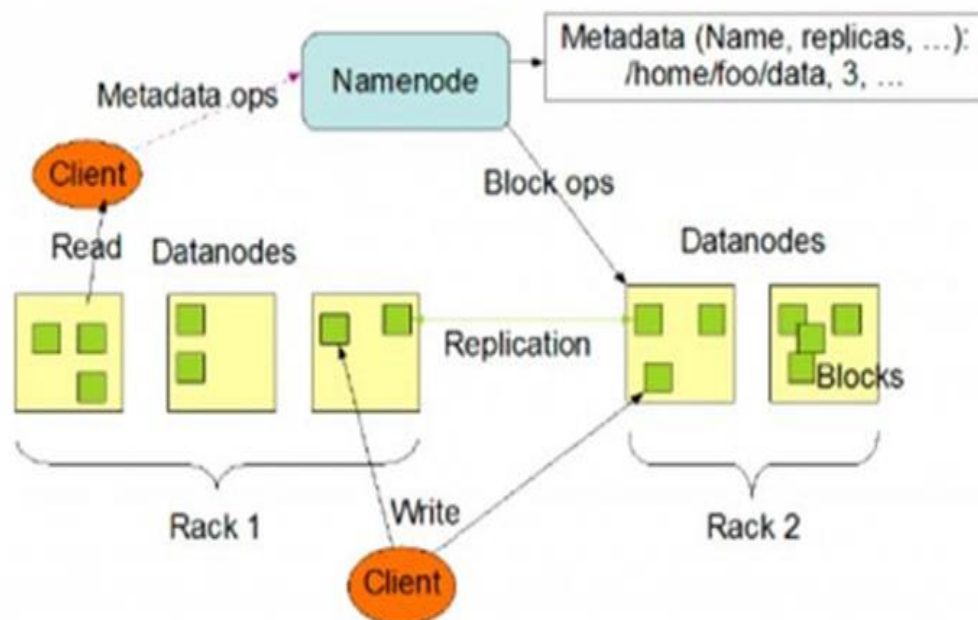 Metadata (Name, replicas, ...):
/home/foo/data, 3, ...
Namenode
Metadata ops
Client
Block ops
Read
Datanodes
Datanodes
Replication
Blocks
Rack 1
Write
Rack 2
Client